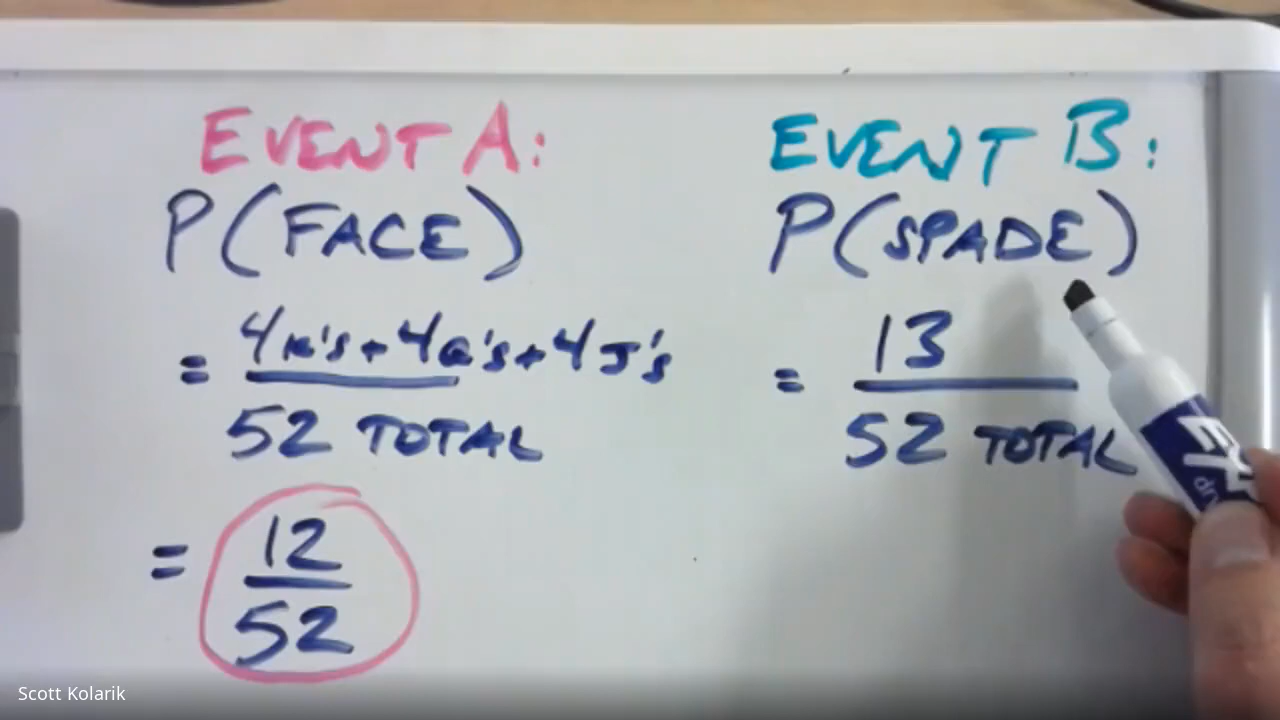 EVENT A:
P(FACE)
= 4K's + 4Q's + 4J's
52 TOTAL
= 12
52
EVENT B:
P(SPADE)
= 13
52 TOTAL
Scott Kolarik